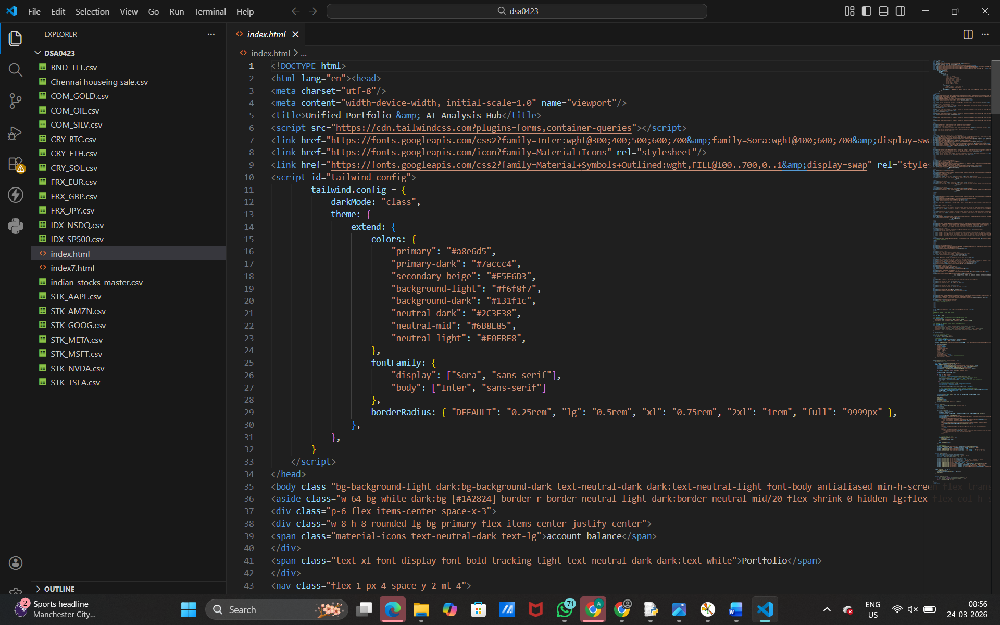 File Edit Selection View Go Run Terminal Help
dsa0423
EXPLORER
DSA0423
BND_TLT.csv
Chennai houseing sale.csv
COM_GOLD.csv
COM_OIL.csv
COM_SILV.csv
CRY_BTC.csv
CRY_ETH.csv
CRY_SOL.csv
FRX_EUR.csv
FRX_GBP.csv
FRX_JPY.csv
IDX_NSDQ.csv
IDX_SP500.csv
index.html
index7.html
indian_stocks_master.csv
STK_AAPL.csv
STK_AMZN.csv
STK_GOOG.csv
STK_META.csv
STK_MSFT.csv
STK_NVDA.csv
STK_TSLA.csv
OUTLINE
index.html
index.html > ...
1 <!DOCTYPE html>
2 <html lang="en"><head>
3 <meta charset="utf-8"/>
4 <meta content="width=device-width, initial-scale=1.0" name="viewport"/>
5 <title>Unified Portfolio &amp; AI Analysis Hub</title>
6 <script src="https://cdn.tailwindcss.com?plugins=forms,container-queries"></script>
7 <link href="https://fonts.googleapis.com/css2?family=Inter:wght@300;400;500;600;700&amp;family=Sora:wght@400;600;700&amp;display=swa
8 <link href="https://fonts.googleapis.com/icon?family=Material+Icons" rel="stylesheet"/>
9 <link href="https://fonts.googleapis.com/css2?family=Material+Symbols+Outlined:wght,FILL@100..700,0..1&amp;display=swap" rel="styles
10 <script id="tailwind-config">
11 tailwind.config = {
12 darkMode: "class",
13 theme: {
14 extend: {
15 colors: {
16 "primary": "#a8e6d5",
17 "primary-dark": "#7accc4",
18 "secondary-beige": "#F5E6D3",
19 "background-light": "#f6f8f7",
20 "background-dark": "#131f1c",
21 "neutral-dark": "#2C3E38",
22 "neutral-mid": "#6B8E85",
23 "neutral-light": "#E0EBE8",
24 },
25 fontFamily: {
26 "display": ["Sora", "sans-serif"],
27 "body": ["Inter", "sans-serif"]
28 },
29 borderRadius: { "DEFAULT": "0.25rem", "lg": "0.5rem", "xl": "0.75rem", "2xl": "1rem", "full": "9999px" },
30 },
31 },
32 }
33 </script>
34 </head>
35 <body class="bg-background-light dark:bg-background-dark text-neutral-dark dark:text-neutral-light font-body antialiased min-h-screen flex trans
36 <aside class="w-64 bg-white dark:bg-[#1A2824] border-r border-neutral-light dark:border-neutral-mid/20 flex-shrink-0 hidden lg:flex flex-col h-s
37 <div class="p-6 flex items-center space-x-3">
38 <div class="w-8 h-8 rounded-lg bg-primary flex items-center justify-center">
39 <span class="material-icons text-neutral-dark text-lg">account_balance</span>
40 </div>
41 <span class="text-xl font-display font-bold tracking-tight text-neutral-dark dark:text-white">Portfolio</span>
42 </div>
43 <nav class="flex-1 px-4 space-y-2 mt-4">
2
Sports headline
Manchester City...
Search
71
A
ENG
US
08:56
24-03-2026